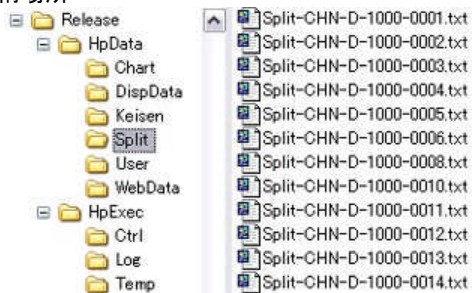 Release
HpData
Chart
DispData
Keisen
Split
User
WebData
HpExec
Ctrl
Log
Temp
Split-CHN-D-1000-0001.txt
Split-CHN-D-1000-0002.txt
Split-CHN-D-1000-0003.txt
Split-CHN-D-1000-0004.txt
Split-CHN-D-1000-0005.txt
Split-CHN-D-1000-0006.txt
Split-CHN-D-1000-0008.txt
Split-CHN-D-1000-0010.txt
Split-CHN-D-1000-0011.txt
Split-CHN-D-1000-0012.txt
Split-CHN-D-1000-0013.txt
Split-CHN-D-1000-0014.txt